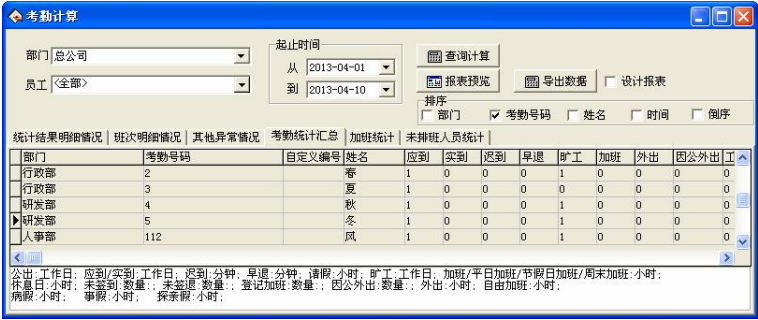 考勤计算
部门 总公司
员工 <全部>
起止时间
从 2013-04-01
到 2013-04-10
查询计算
报表预览 导出数据 设计报表
排序
部门 考勤号码 姓名 时间 倒序
统计结果明细情况 班次明细情况 其他异常情况 考勤统计汇总 加班统计 未排班人员统计
部门 考勤号码 自定义编号 姓名 应到 实到 迟到 早退 旷工 加班 外出 因公外出 工
行政部 2 春 1 0 0 0 1 0 0 0 0
行政部 3 夏 1 0 0 0 0 0 0 0 0
研发部 4 秋 1 0 0 0 1 0 0 0 0
研发部 5 冬 1 0 0 0 1 0 0 0 0
人事部 112 风 1 0 0 0 1 0 0 0 0
公出:工作日; 应到/实到:工作日; 迟到:分钟; 早退:分钟; 请假:小时; 旷工:工作日; 加班/平日加班/节假日加班/周末加班:小时;
休息日:小时; 未签到:数量:; 未签退:数量:; 登记加班:数量:; 因公外出:数量:; 外出:小时; 自由加班:小时;
病假:小时; 事假:小时; 探亲假:小时;